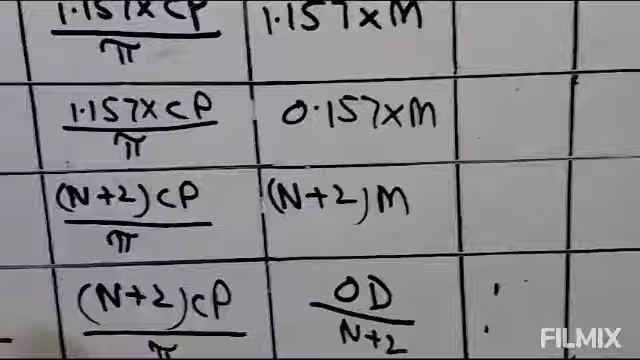 1.157×CP 1.157×M
π
1.157×CP 0.157×M
π
(N+2)CP (N+2)M
π
(N+2)CP OD
π N+2
FILMIX